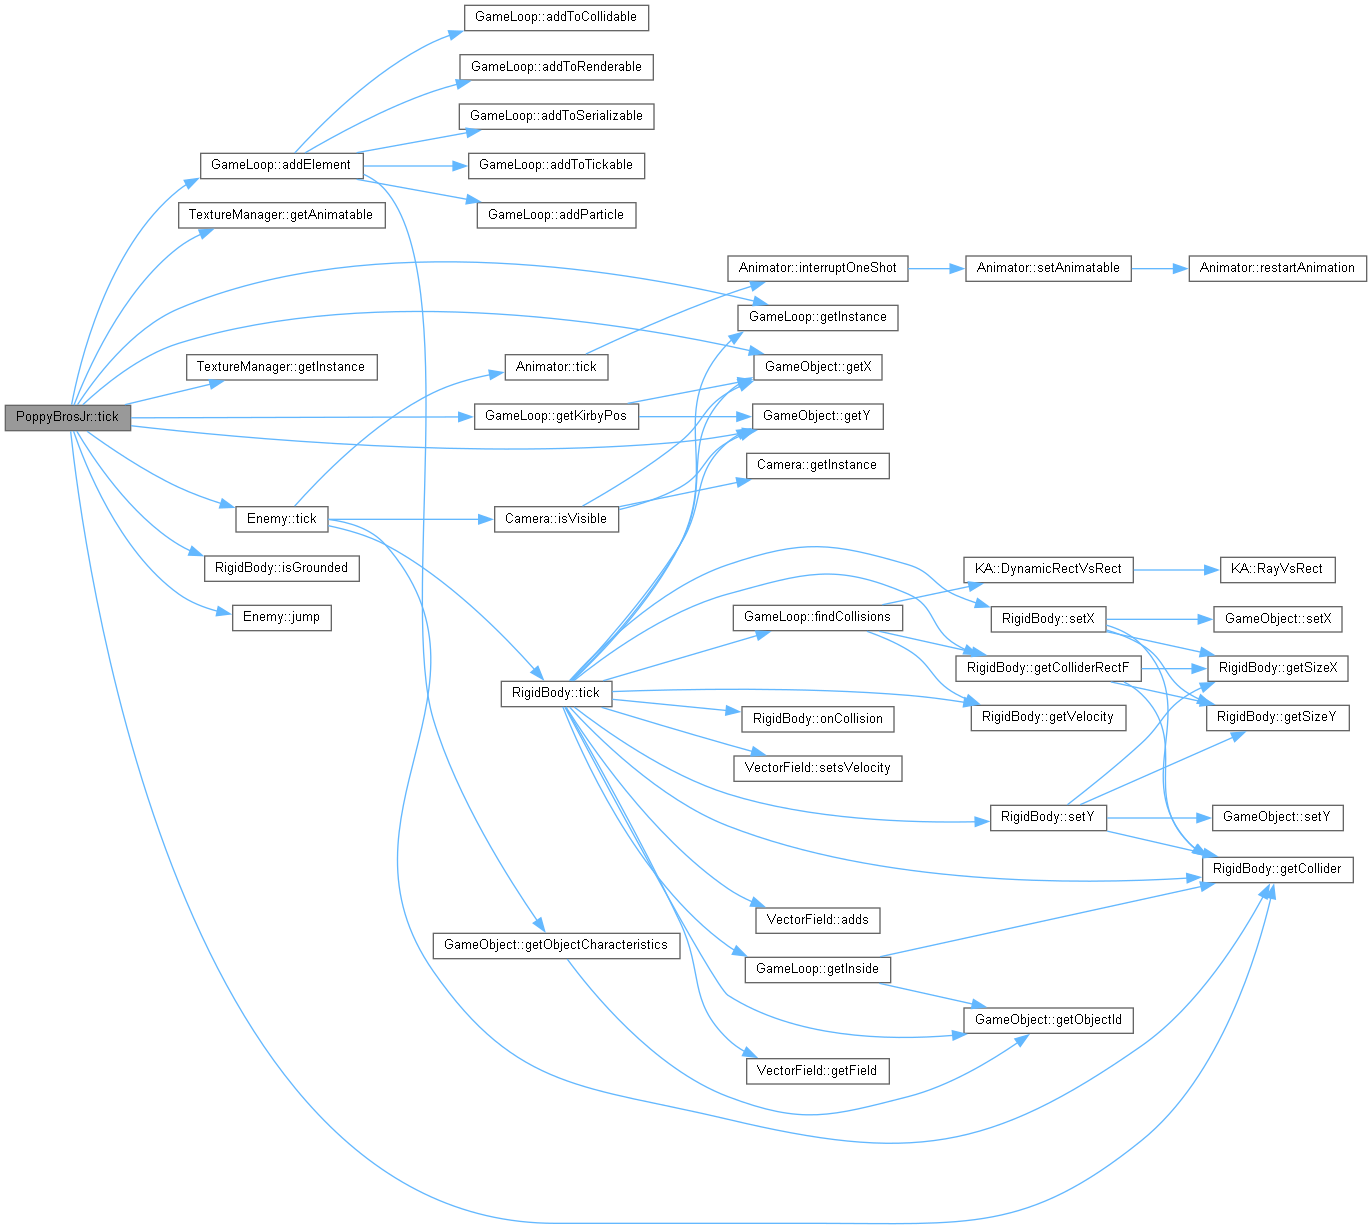 GameLoop::addToCollidable
GameLoop::addToRenderable
GameLoop::addToSerializable
GameLoop::addElement
GameLoop::addToTickable
TextureManager::getAnimatable
GameLoop::addParticle
Animator::interruptOneShot
Animator::setAnimatable
Animator::restartAnimation
GameLoop::getInstance
TextureManager::getInstance
Animator::tick
GameObject::getX
PoppyBrosJr::tick
GameLoop::getKirbyPos
GameObject::getY
Camera::getInstance
Enemy::tick
Camera::isVisible
RigidBody::isGrounded
KA::DynamicRectVsRect
KA::RayVsRect
Enemy::jump
GameLoop::findCollisions
RigidBody::setX
GameObject::setX
RigidBody::getColliderRectF
RigidBody::getSizeX
RigidBody::tick
RigidBody::onCollision
RigidBody::getVelocity
RigidBody::getSizeY
VectorField::setsVelocity
RigidBody::setY
GameObject::setY
RigidBody::getCollider
VectorField::adds
GameObject::getObjectCharacteristics
GameLoop::getInside
GameObject::getObjectId
VectorField::getField